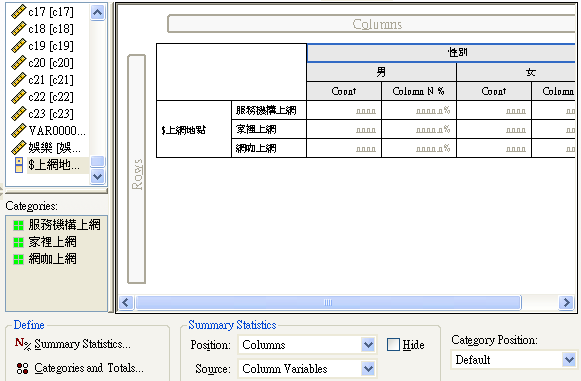 c17 [c17]
c18 [c18]
c19 [c19]
c20 [c20]
c21 [c21]
c22 [c22]
c23 [c23]
VAR0000...
娛樂 [娛...
$上網地...
Categories:
服務機構上網
家裡上網
網咖上網
Columns
Rows
性別
男 女
Count Column N % Count Column
$上網地點
服務機構上網 nnnn nnnn.n% nnnn nnnn.n%
家裡上網 nnnn nnnn.n% nnnn nnnn.n%
網咖上網 nnnn nnnn.n% nnnn nnnn.n%
Define
N% Summary Statistics...
Categories and Totals...
Summary Statistics
Position: Columns Hide
Source: Column Variables
Category Position:
Default